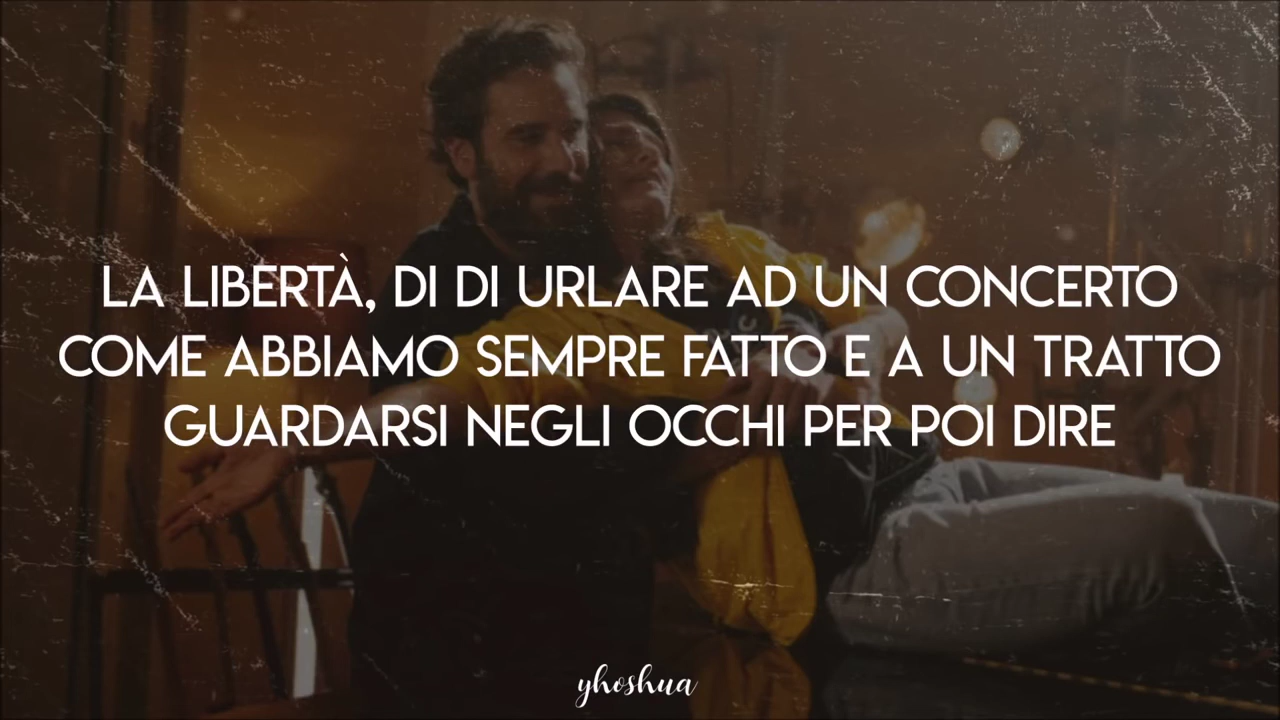 LA LIBERTÀ, DI DI URLARE AD UN CONCERTO
COME ABBIAMO SEMPRE FATTO E A UN TRATTO
GUARDARSI NEGLI OCCHI PER POI DIRE
yhoshua